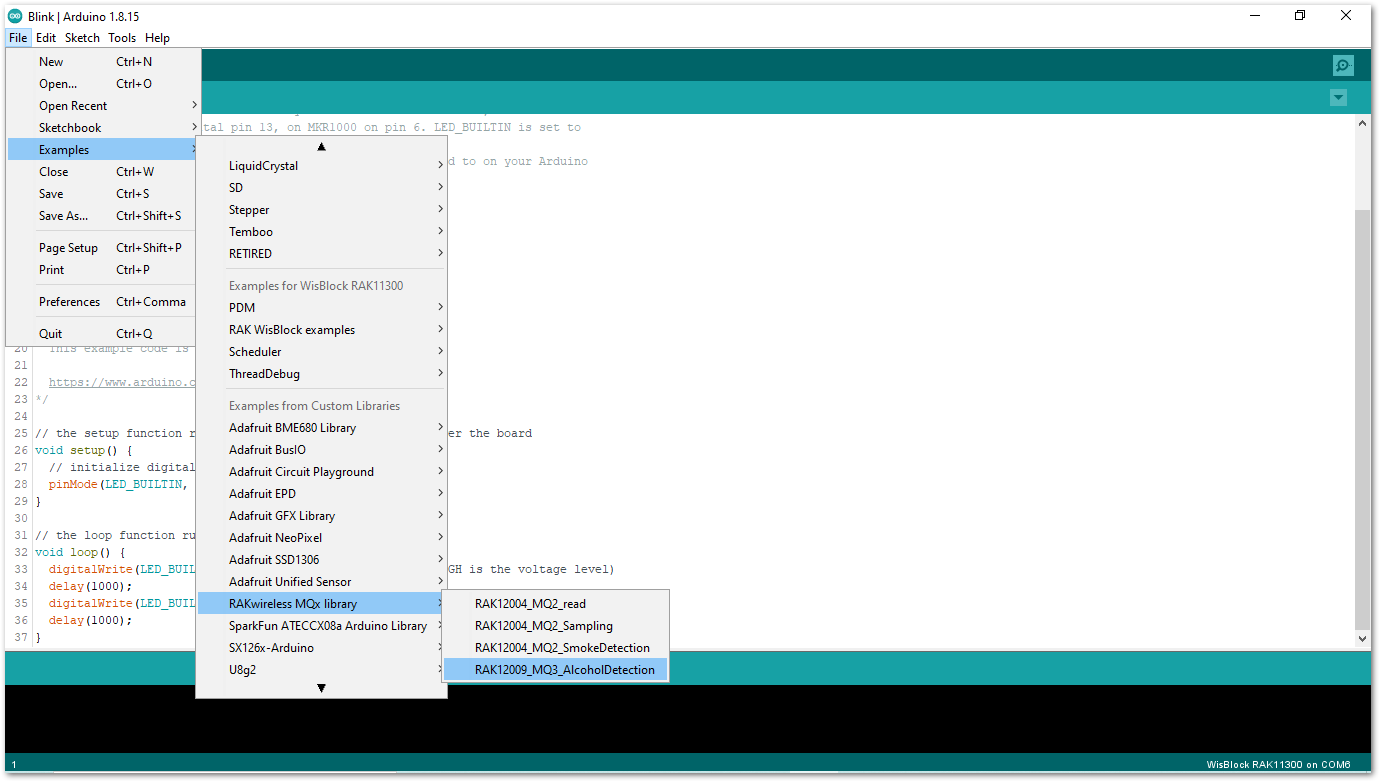 Blink | Arduino 1.8.15
File Edit Sketch Tools Help
New Ctrl+N
Open... Ctrl+O
Open Recent
Sketchbook
Examples
Close Ctrl+W
Save Ctrl+S
Save As... Ctrl+Shift+S
Page Setup Ctrl+Shift+P
Print Ctrl+P
Preferences Ctrl+Comma
Quit Ctrl+Q
tal pin 13, on MKR1000 on pin 6. LED_BUILTIN is set to
d to on your Arduino
LiquidCrystal
SD
Stepper
Temboo
RETIRED
Examples for WisBlock RAK11300
PDM
RAK WisBlock examples
Scheduler
ThreadDebug
Examples from Custom Libraries
Adafruit BME680 Library
Adafruit BusIO
Adafruit Circuit Playground
Adafruit EPD
Adafruit GFX Library
Adafruit NeoPixel
Adafruit SSD1306
Adafruit Unified Sensor
RAKwireless MQx library
SparkFun ATECCX08a Arduino Library
SX126x-Arduino
U8g2
RAK12004_MQ2_read
RAK12004_MQ2_Sampling
RAK12004_MQ2_SmokeDetection
RAK12009_MQ3_AlcoholDetection
20 This example code is
21
22 https://www.arduino.c
23 */
24
25 // the setup function r er the board
26 void setup() {
27 // initialize digital
28 pinMode(LED_BUILTIN,
29 }
30
31 // the loop function ru
32 void loop() {
33 digitalWrite(LED_BUIL GH is the voltage level)
34 delay(1000);
35 digitalWrite(LED_BUIL
36 delay(1000);
37 }
1 WisBlock RAK11300 on COM6